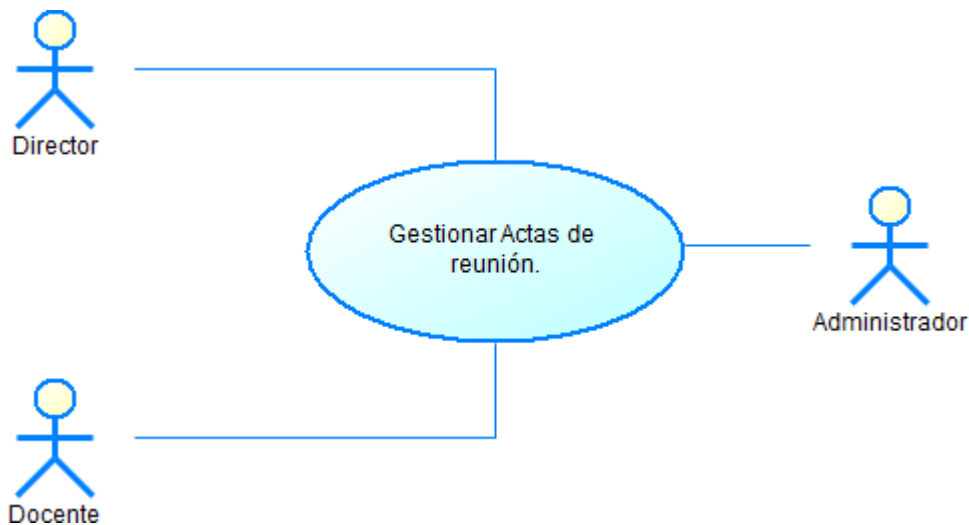 Director
Gestionar Actas de
reunión.
Administrador
Docente